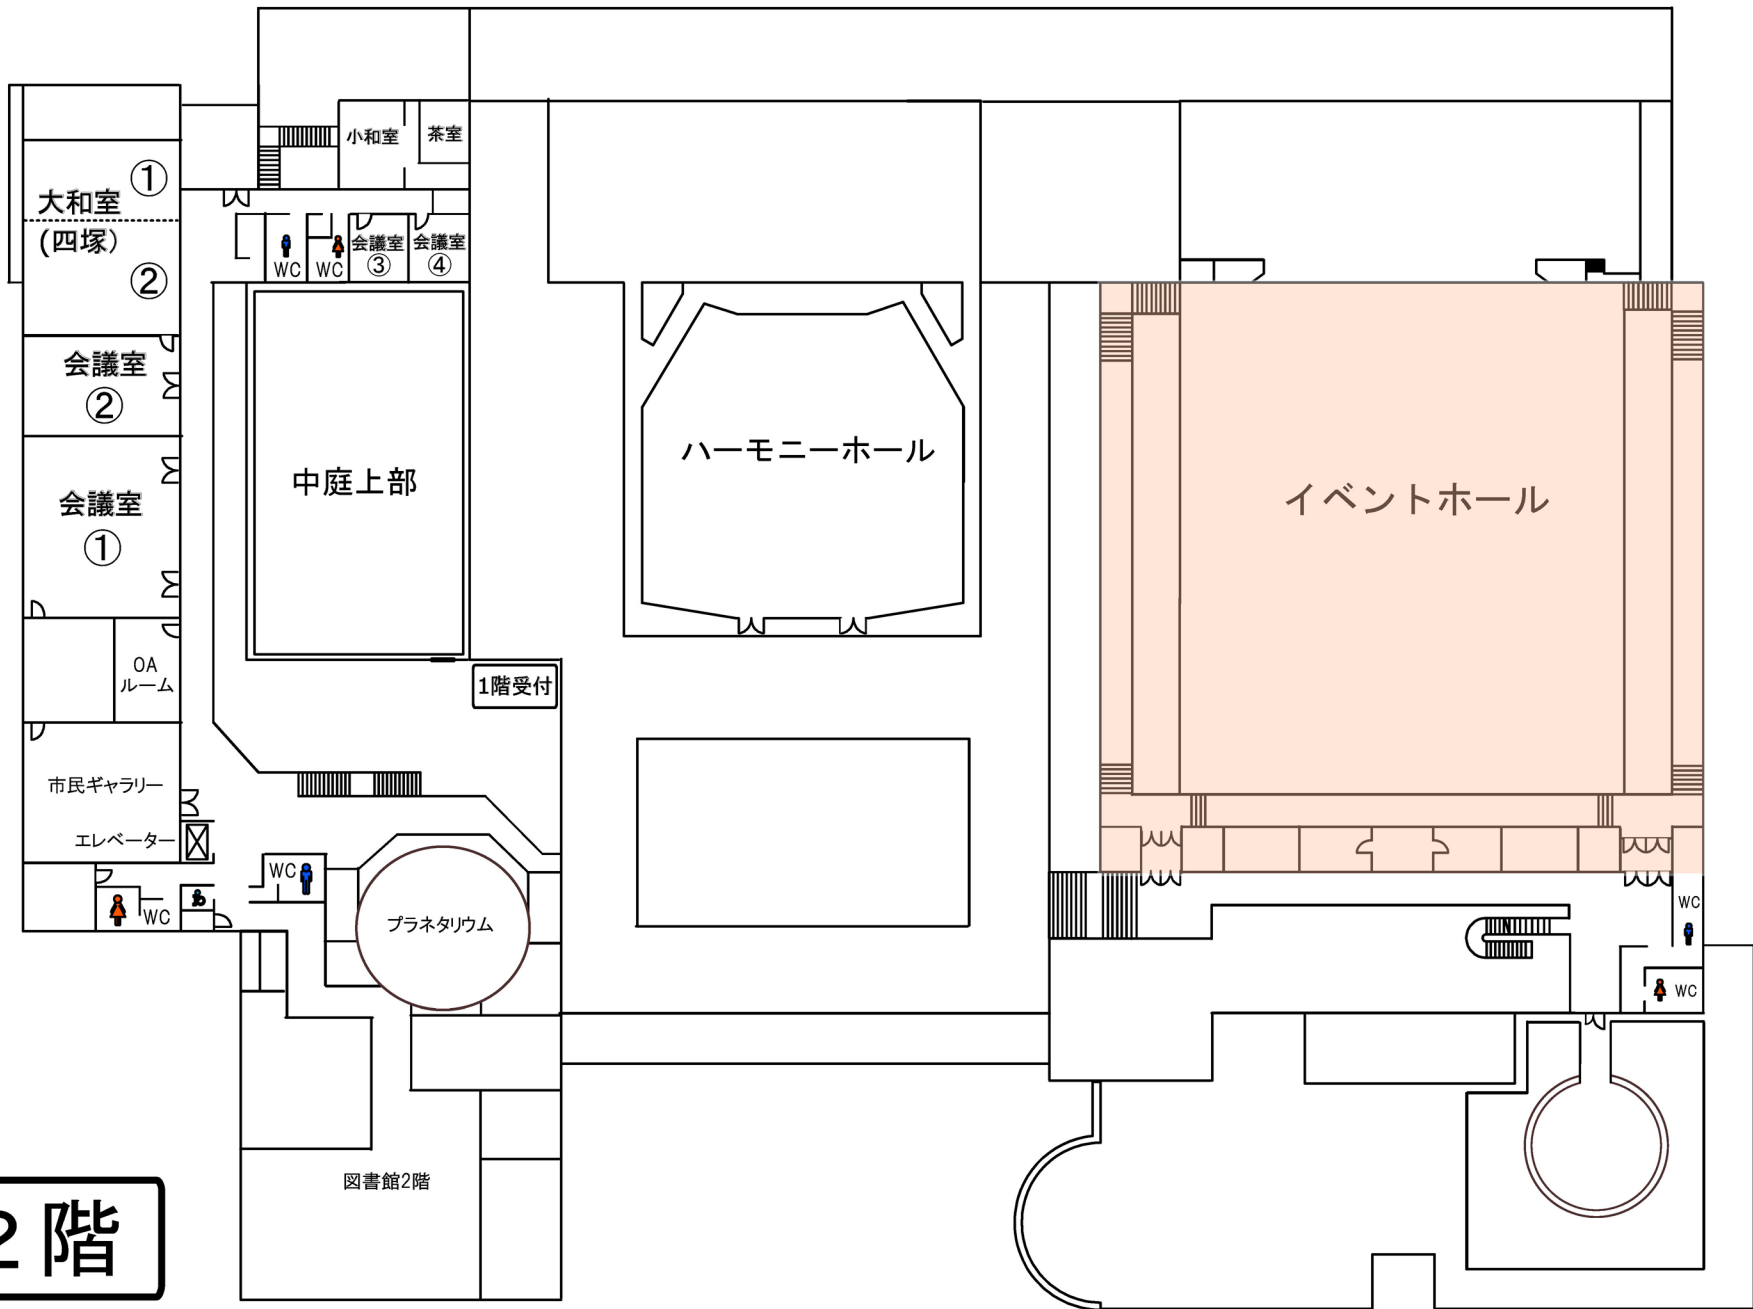 小和室
茶室
①
大和室
(四塚)
②
WC
WC
会議室
③
会議室
④
会議室
②
会議室
①
中庭上部
ハーモニーホール
イベントホール
OA
ルーム
1階受付
市民ギャラリー
エレベーター
WC
WC
プラネタリウム
WC
WC
図書館2階
2階